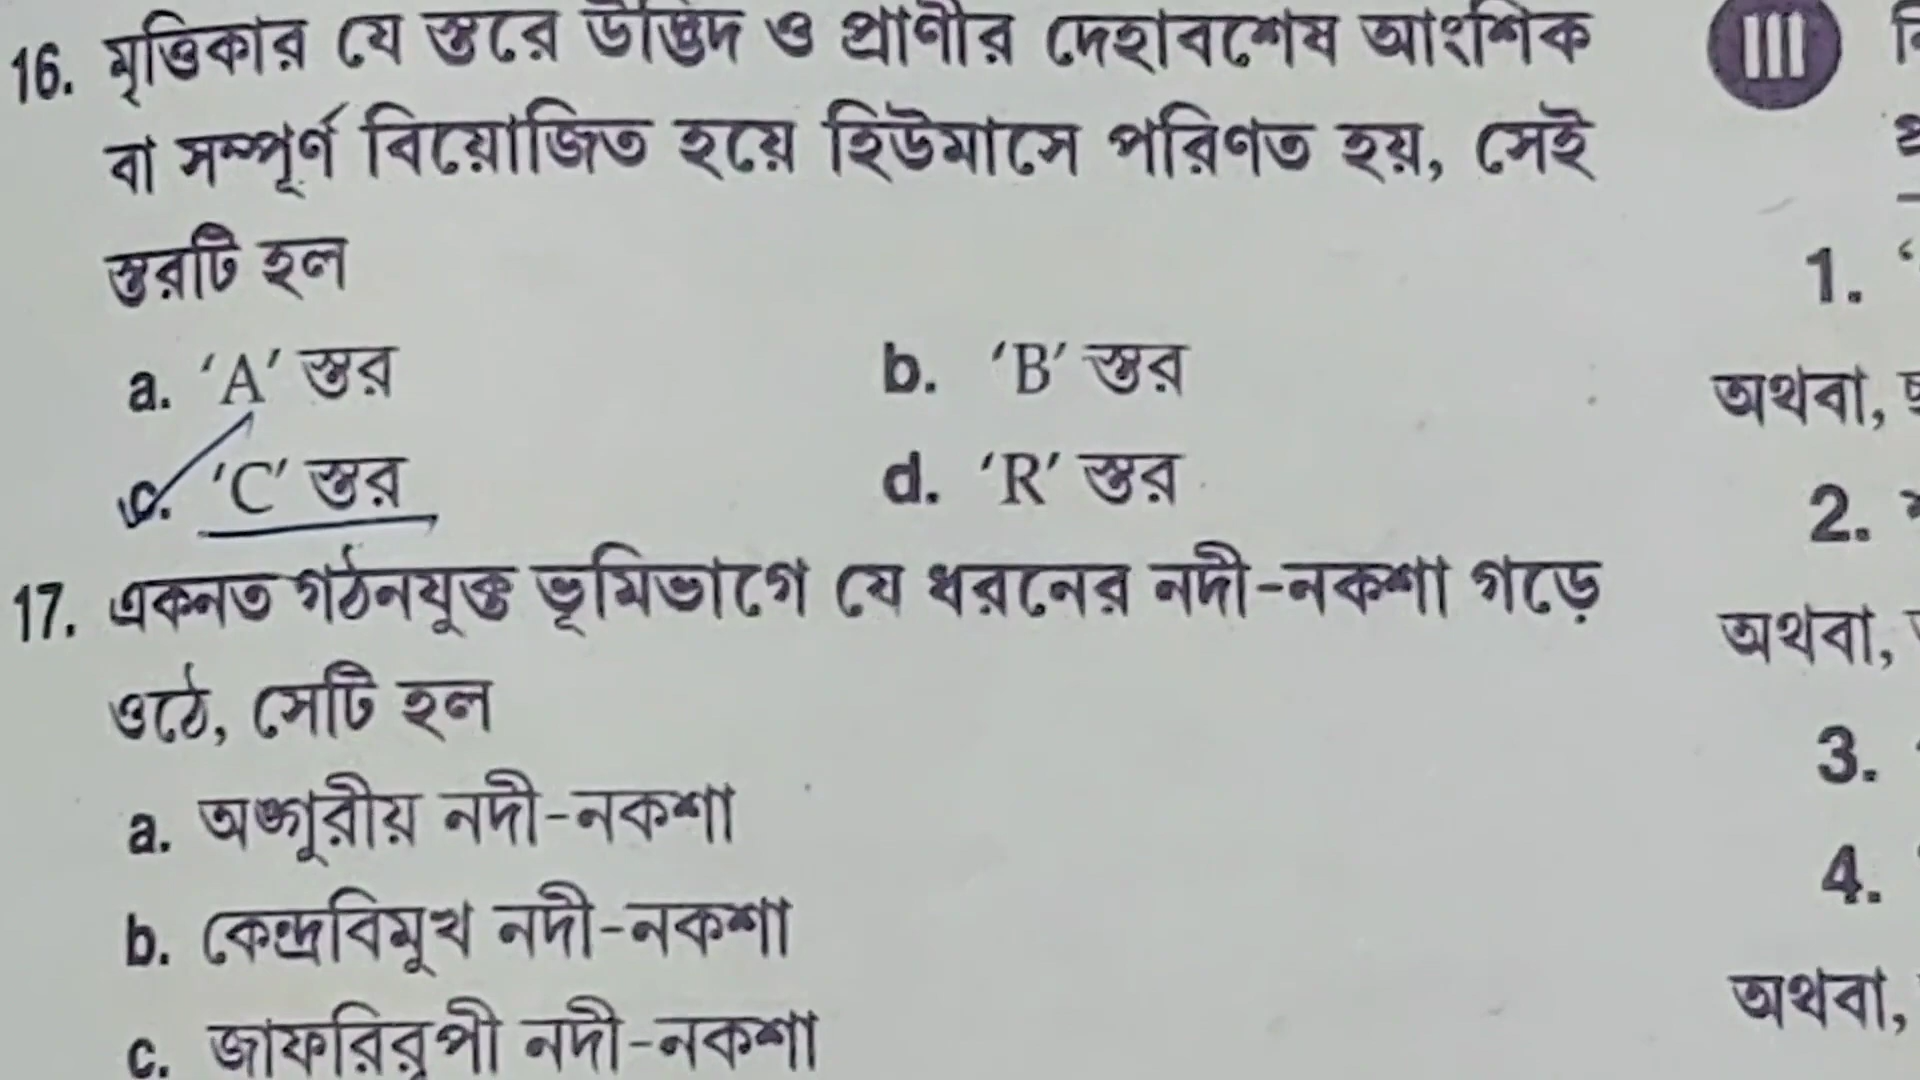 16. মৃত্তিকার যে স্তরে উদ্ভিদ ও প্রাণীর দেহাবশেষ আংশিক
বা সম্পূর্ণ বিয়োজিত হয়ে হিউমাসে পরিণত হয়, সেই
স্তরটি হল
a. 'A' স্তর
b. 'B' স্তর
c. 'C' স্তর
d. 'R' স্তর
17. একনত গঠনযুক্ত ভূমিভাগে যে ধরনের নদী-নকশা গড়ে
ওঠে, সেটি হল
a. অঙ্গুরীয় নদী-নকশা
b. কেন্দ্রবিমুখ নদী-নকশা
c. জাফরিরূপী নদী-নকশা
III
1.
অথবা,
2.
অথবা,
3.
4.
অথবা,